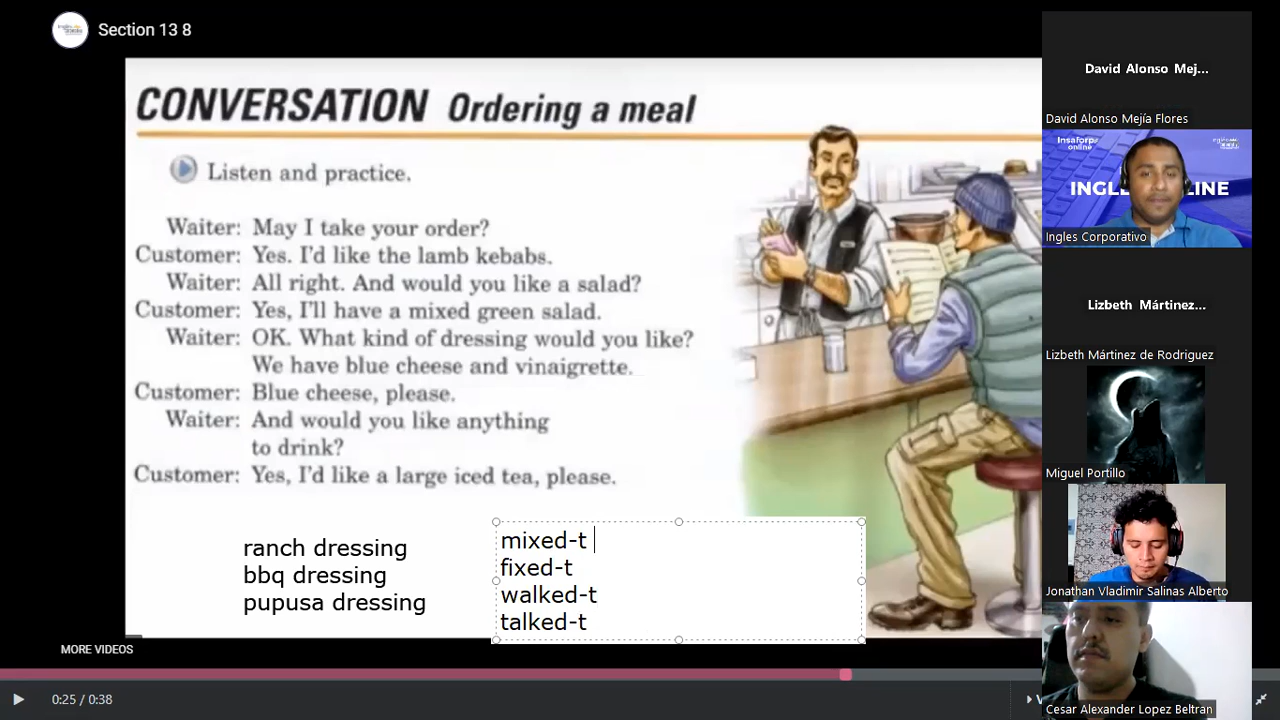 Section 13 8
CONVERSATION Ordering a meal
Listen and practice.
Waiter: May I take your order?
Customer: Yes. I'd like the lamb kebabs.
Waiter: All right. And would you like a salad?
Customer: Yes, I'll have a mixed green salad.
Waiter: OK. What kind of dressing would you like?
We have blue cheese and vinaigrette.
Customer: Blue cheese, please.
Waiter: And would you like anything
to drink?
Customer: Yes, I'd like a large iced tea, please.
ranch dressing
bbq dressing
pupusa dressing
mixed-t
fixed-t
walked-t
talked-t
MORE VIDEOS
0:25 / 0:38
David Alonso Mej...
David Alonso Mejía Flores
Insaforp
online
INGLE LINE
Ingles Corporativo
Lizbeth Mártinez...
Lizbeth Mártinez de Rodriguez
Miguel Portillo
Jonathan Vladimir Salinas Alberto
Cesar Alexander Lopez Beltran